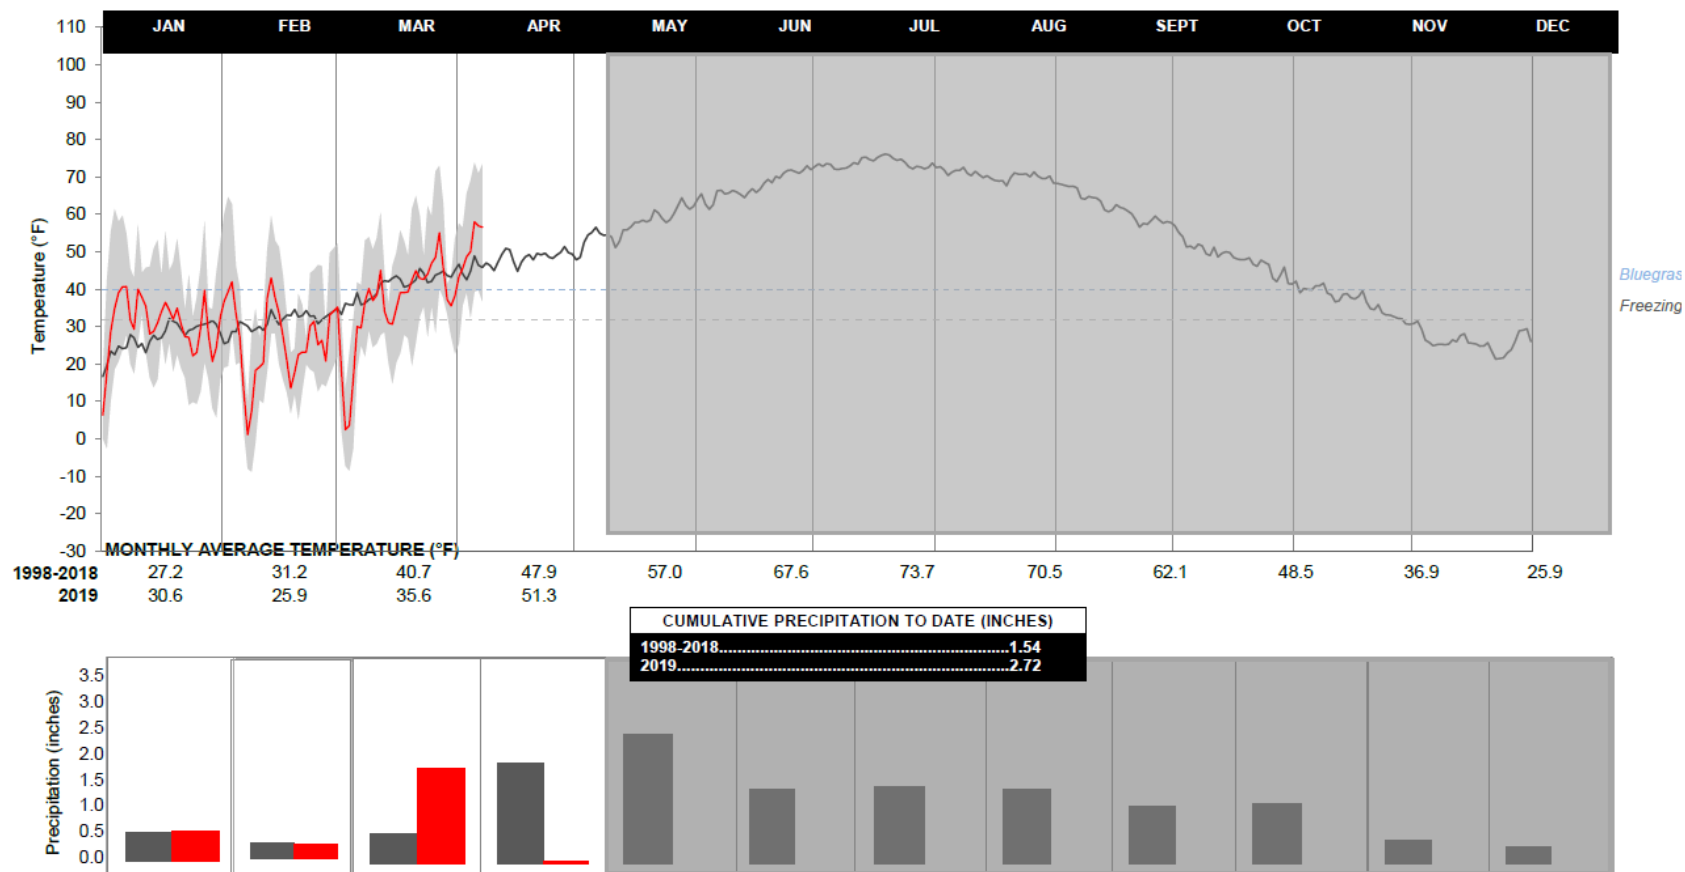 JAN FEB MAR APR MAY JUN JUL AUG SEPT OCT NOV DEC
110
100
90
80
70
60
50
40
30
20
10
0
-10
-20
-30
Temperature (°F)
Bluegras
Freezing
MONTHLY AVERAGE TEMPERATURE (°F)
1998-2018 27.2 31.2 40.7 47.9 57.0 67.6 73.7 70.5 62.1 48.5 36.9 25.9
2019 30.6 25.9 35.6 51.3
CUMULATIVE PRECIPITATION TO DATE (INCHES)
1998-2018..............................................................1.54
2019.......................................................................2.72
3.5
3.0
2.5
2.0
1.5
1.0
0.5
0.0
Precipitation (inches)